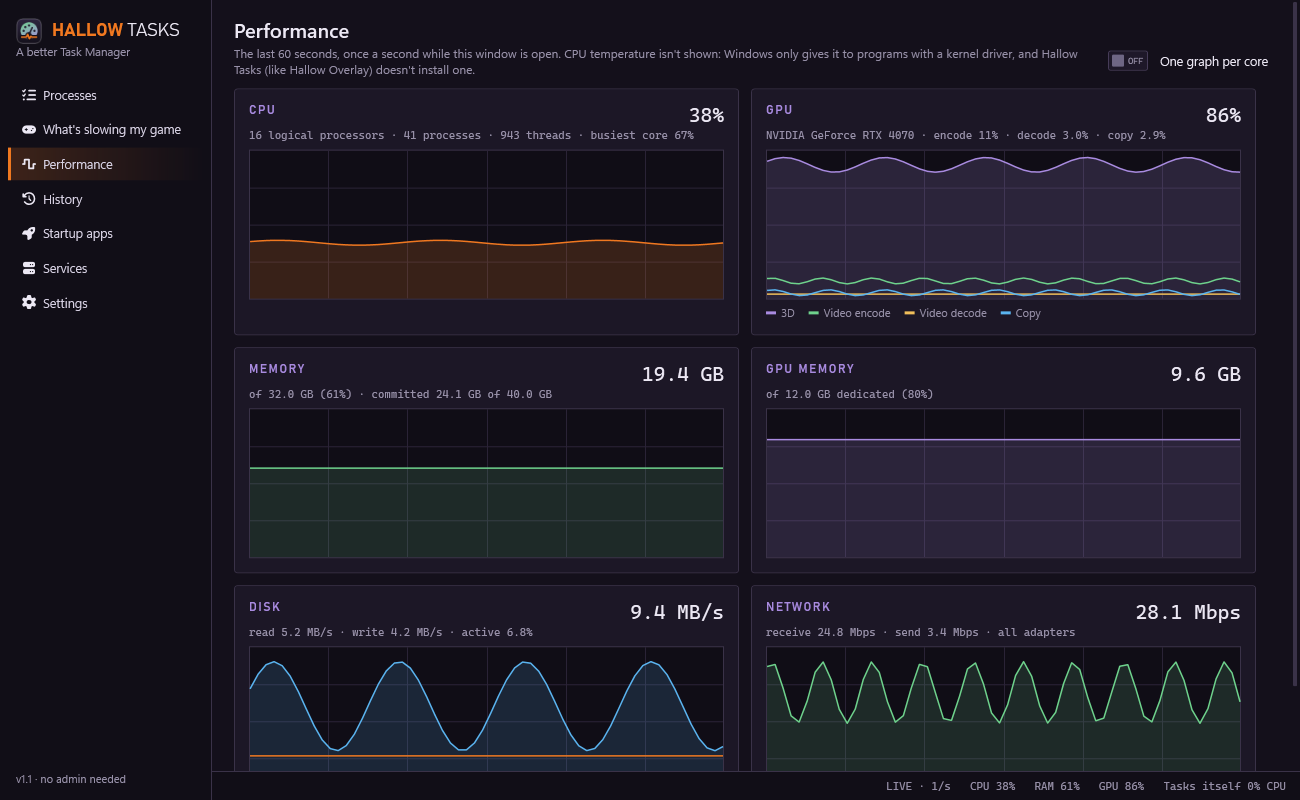 HALLOW TASKS
A better Task Manager
Processes
What's slowing my game
Performance
History
Startup apps
Services
Settings
v1.1 · no admin needed
Performance
The last 60 seconds, once a second while this window is open. CPU temperature isn't shown: Windows only gives it to programs with a kernel driver, and Hallow
Tasks (like Hallow Overlay) doesn't install one.
OFF
One graph per core
CPU
38%
16 logical processors · 41 processes · 943 threads · busiest core 67%
GPU
86%
NVIDIA GeForce RTX 4070 · encode 11% · decode 3.0% · copy 2.9%
3D
Video encode
Video decode
Copy
MEMORY
19.4 GB
of 32.0 GB (61%) · committed 24.1 GB of 40.0 GB
GPU MEMORY
9.6 GB
of 12.0 GB dedicated (80%)
DISK
9.4 MB/s
read 5.2 MB/s · write 4.2 MB/s · active 6.8%
NETWORK
28.1 Mbps
receive 24.8 Mbps · send 3.4 Mbps · all adapters
LIVE · 1/s
CPU 38%
RAM 61%
GPU 86%
Tasks itself 0% CPU